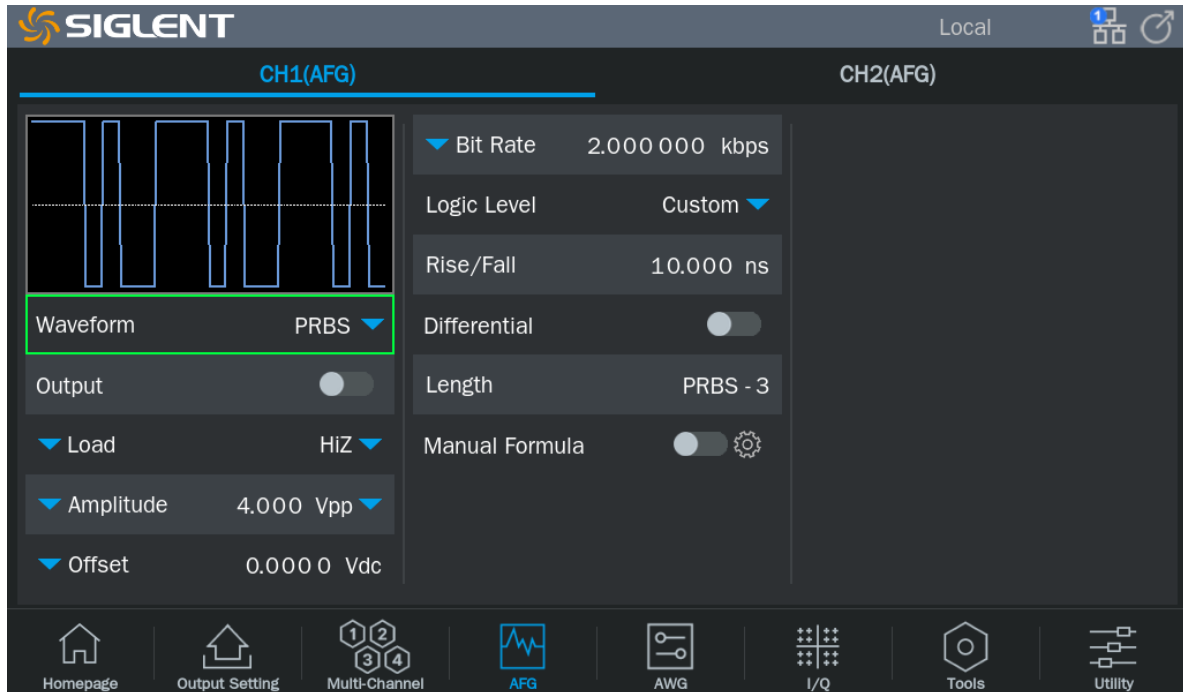 SIGLENT
Local
1
CH1(AFG)
CH2(AFG)
Waveform PRBS
Output
Load HiZ
Amplitude 4.000 Vpp
Offset 0.0000 Vdc
Bit Rate 2.000 000 kbps
Logic Level Custom
Rise/Fall 10.000 ns
Differential
Length PRBS - 3
Manual Formula
1 2
3 4
Homepage
Output Setting
Multi-Channel
AFG
AWG
I/Q
Tools
Utility